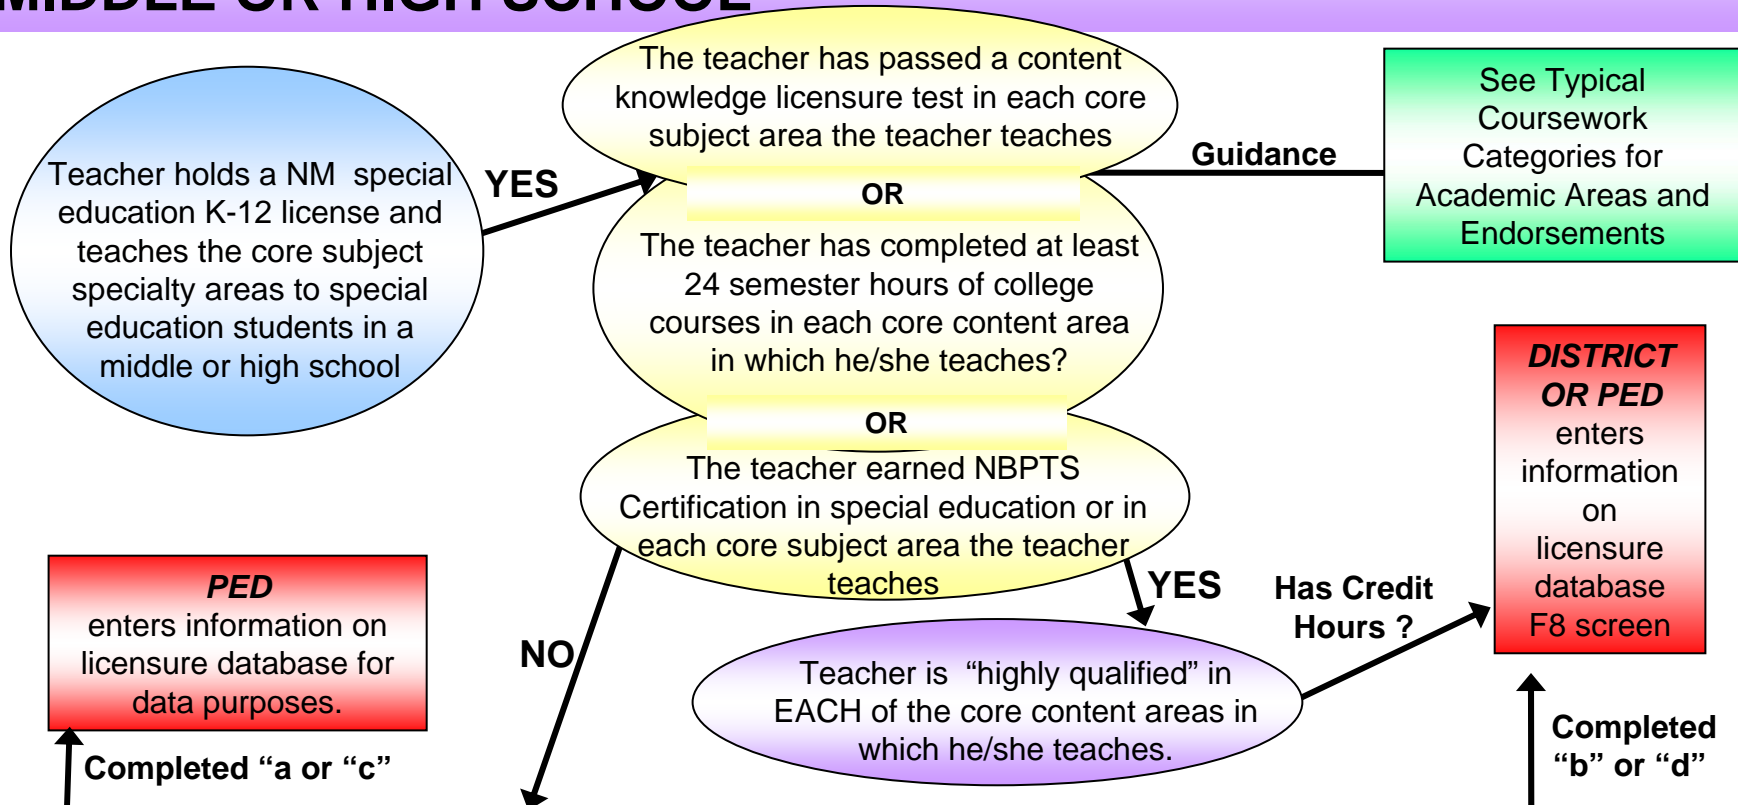 MIDDLE OR HIGH SCHOOL
The teacher has passed a content
knowledge licensure test in each core
subject area the teacher teaches
See Typical
Coursework
Categories for
Academic Areas and
Endorsements
Guidance
Teacher holds a NM special
education K-12 license and
teaches the core subject
specialty areas to special
education students in a
middle or high school
YES
OR
The teacher has completed at least
24 semester hours of college
courses in each core content area
in which he/she teaches?
OR
The teacher earned NBPTS
Certification in special education or in
each core subject area the teacher
teaches
DISTRICT
OR PED
enters
information
on
licensure
database
F8 screen
PED
enters information on
licensure database for
data purposes.
NO
YES
Has Credit
Hours ?
Teacher is “highly qualified” in
EACH of the core content areas in
which he/she teaches.
Completed “a or “c”
Completed
“b” or “d”